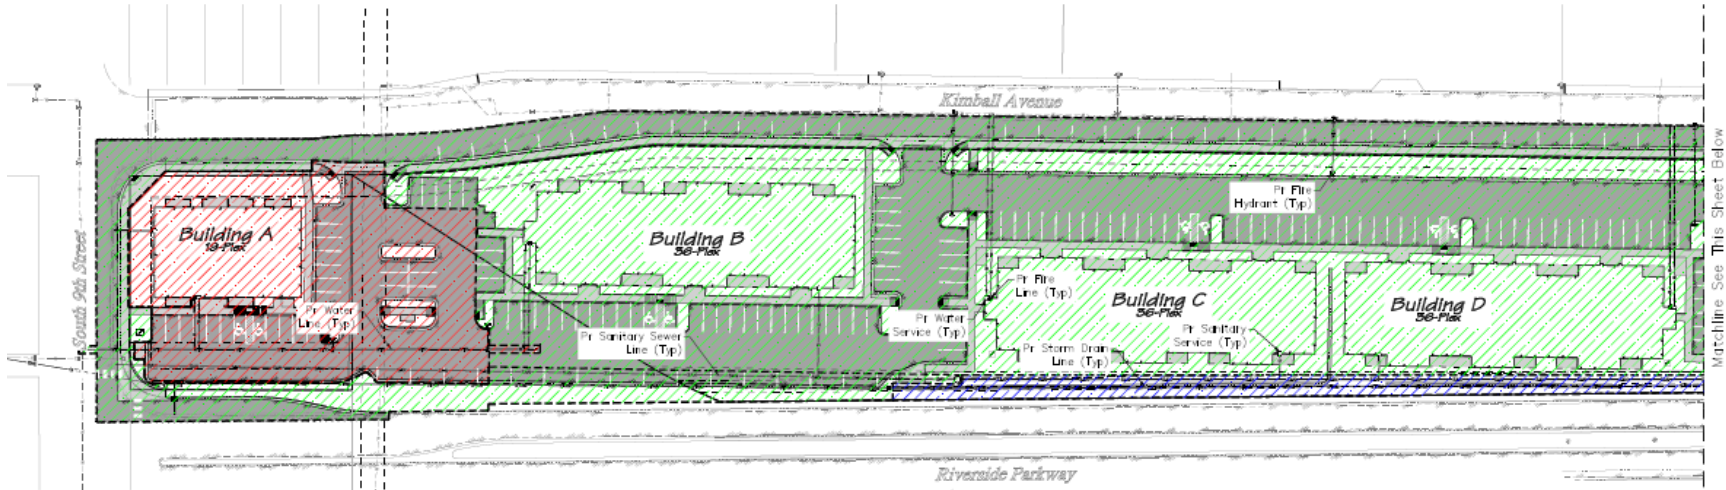 Kimball Avenue
Matchline See This Sheet Below
South 9th Street
Building A
19-Plex
Building B
36-Plex
Pr Fire
Hydrant (Typ)
Pr Fire
Line (Typ)
Building C
36-Plex
Building D
36-Plex
Pr Water
Line (Typ)
Pr Sanitary Sewer
Line (Typ)
Pr Water
Service (Typ)
Pr Sanitary
Service (Typ)
Pr Storm Drain
Line (Typ)
Riverside Parkway